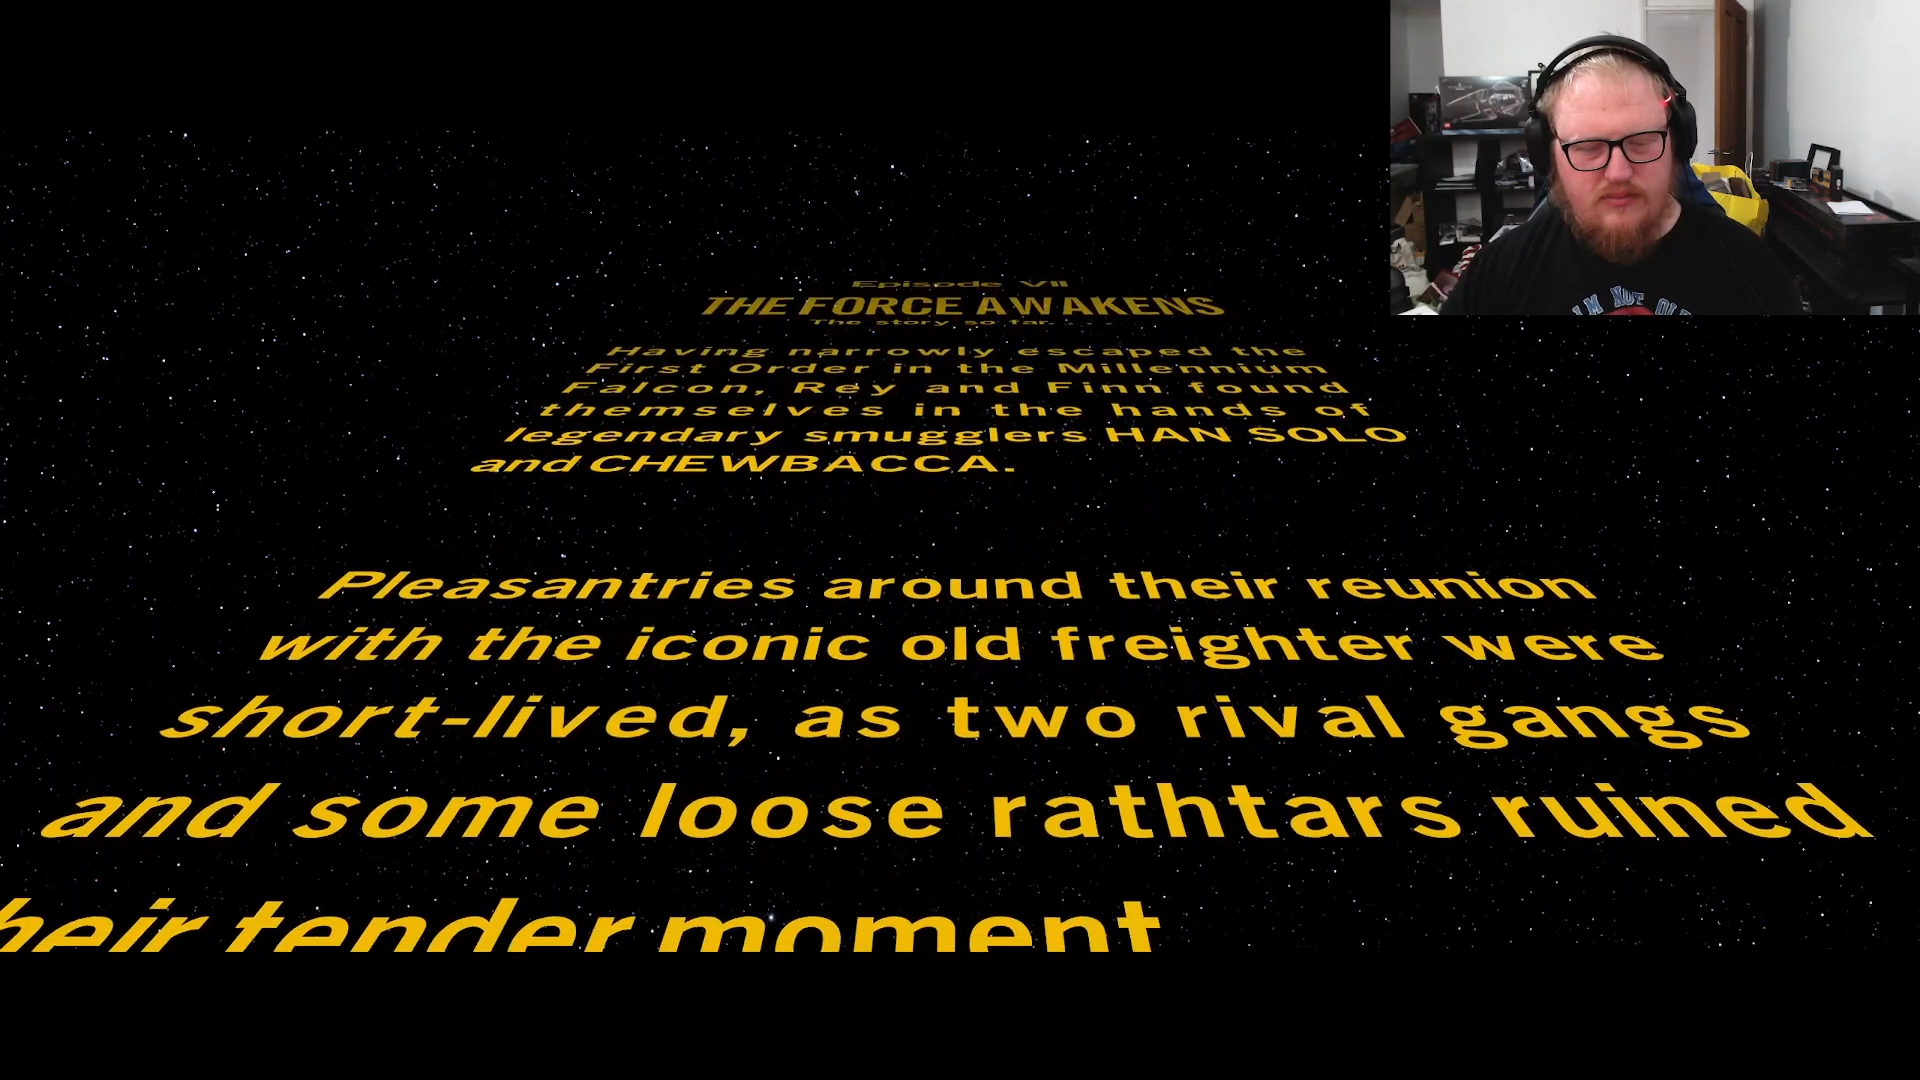 Episode VII
THE FORCE AWAKENS
The story so far. . . .
Having narrowly escaped the
First Order in the Millennium
Falcon, Rey and Finn found
themselves in the hands of
legendary smugglers HAN SOLO
and CHEWBACCA.
Pleasantries around their reunion
with the iconic old freighter were
short-lived, as two rival gangs
and some loose rathtars ruined
heir tender moment
I'M NOT OL